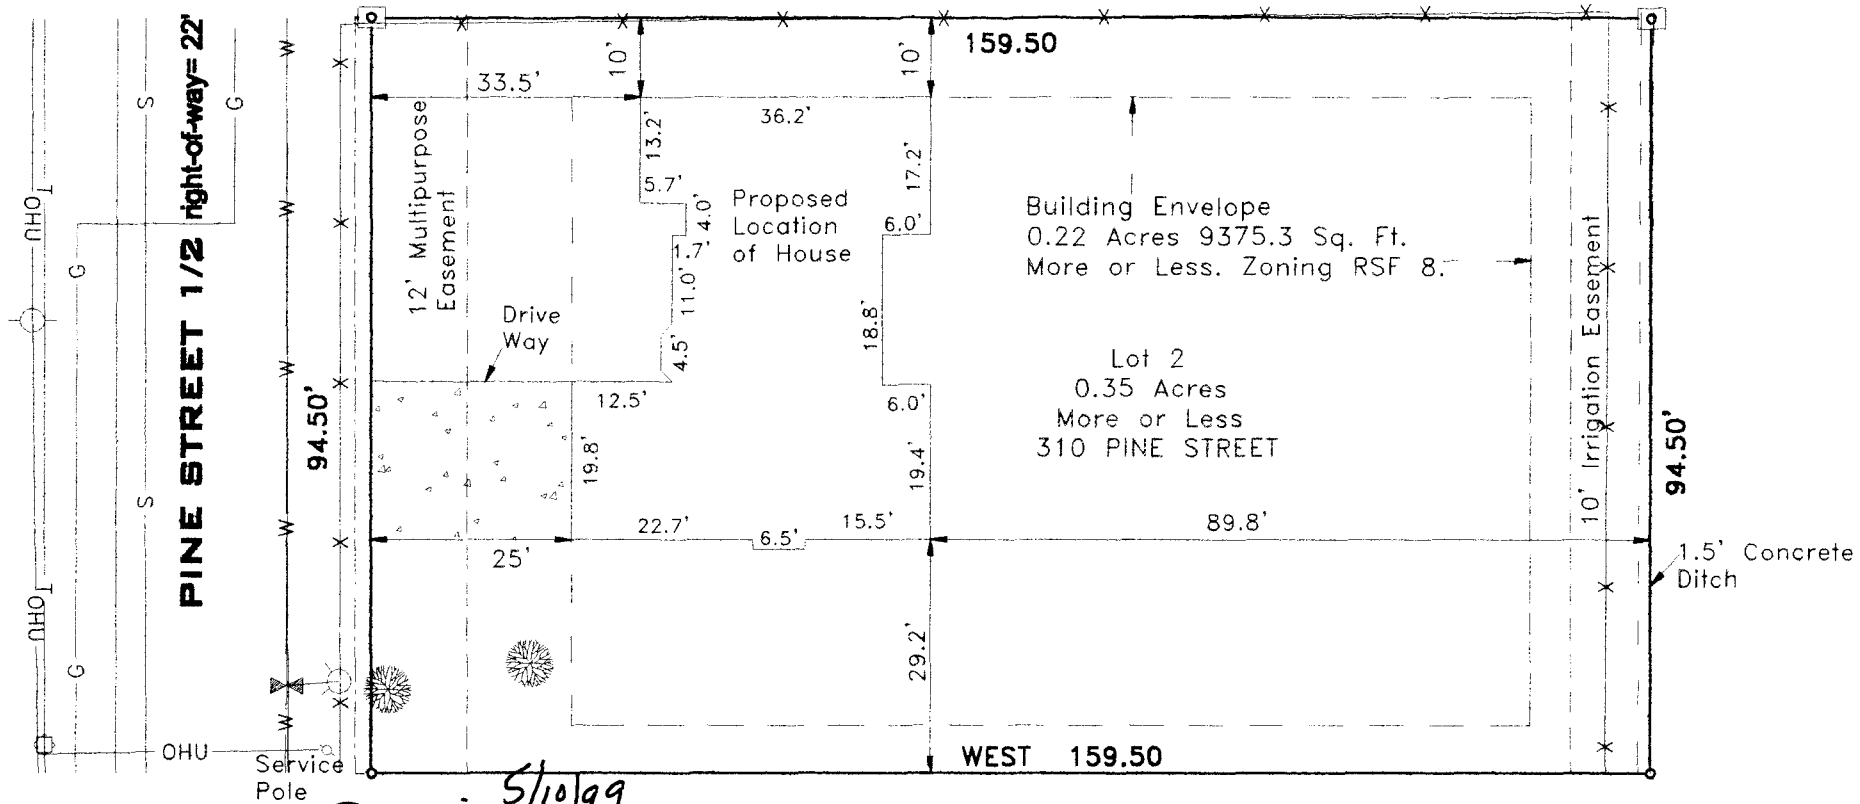 PINE STREET 1/2 right-of-way= 22'
S
G
W
OHU
T
W
G
W
S
W
OHU
T
G
W
OHU
Service
Pole
5/10/99
94.50'
33.5'
10'
10'
159.50
36.2'
13.2'
5.7'
4.0'
1.7'
11.0'
4.5'
17.2'
6.0'
18.8'
6.0'
19.4'
12' Multipurpose
Easement
Proposed
Location
of House
Drive
Way
12.5'
19.8'
22.7'
6.5'
15.5'
25'
89.8'
29.2'
Building Envelope
0.22 Acres 9375.3 Sq. Ft.
More or Less. Zoning RSF 8.
Lot 2
0.35 Acres
More or Less
310 PINE STREET
10' Irrigation Easement
94.50'
1.5' Concrete
Ditch
WEST 159.50